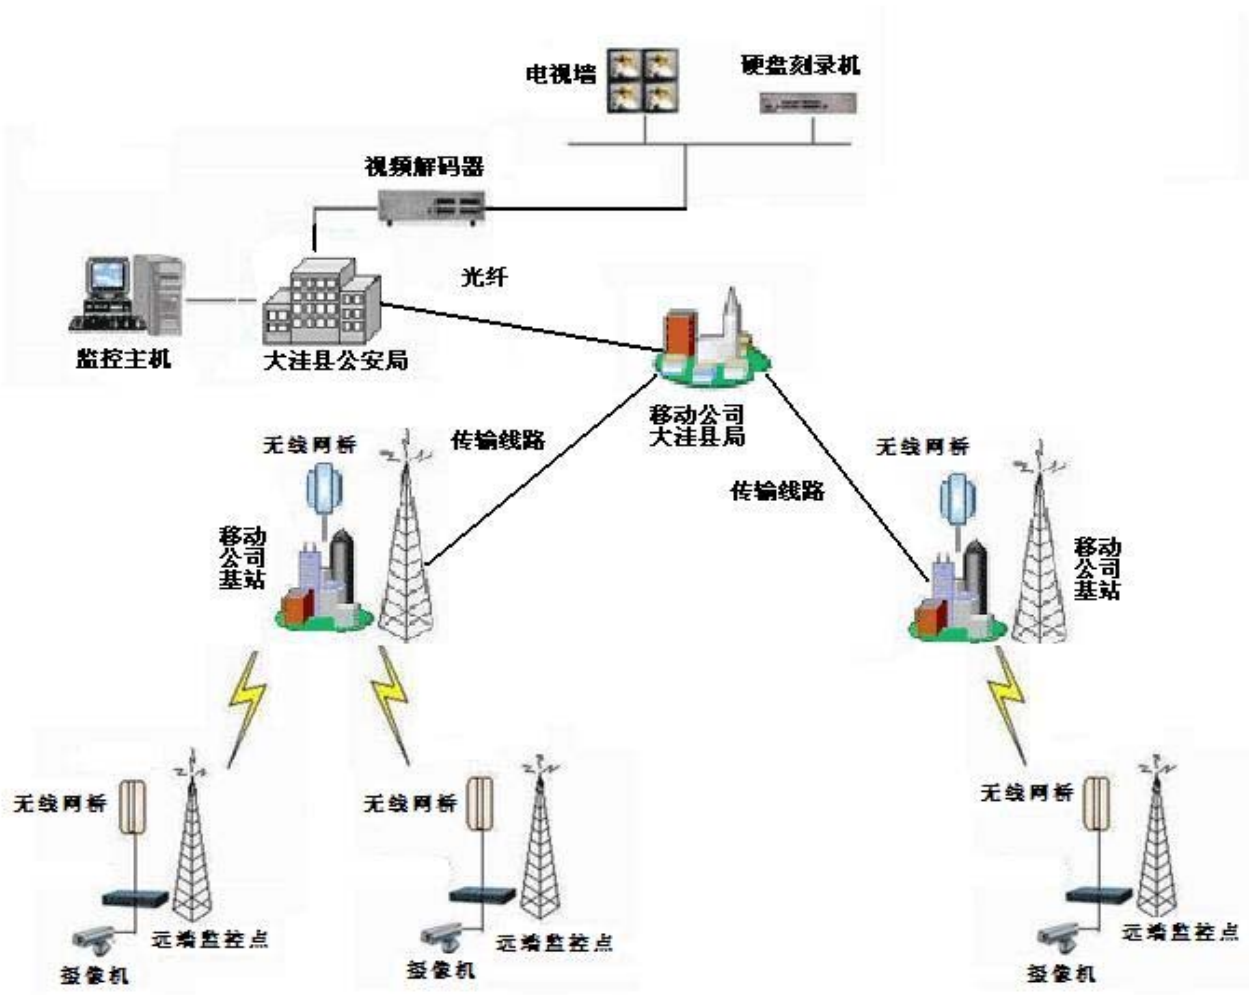 电视墙
硬盘刻录机
视频解码器
光纤
监控主机
大洼县公安局
移动公司
大洼县局
无线网桥
传输线路
无线网桥
传输线路
移动
公司
基站
移动
公司
基站
无线网桥
无线网桥
无线网桥
远端监控点
远端监控点
远端监控点
摄像机
摄像机
摄像机